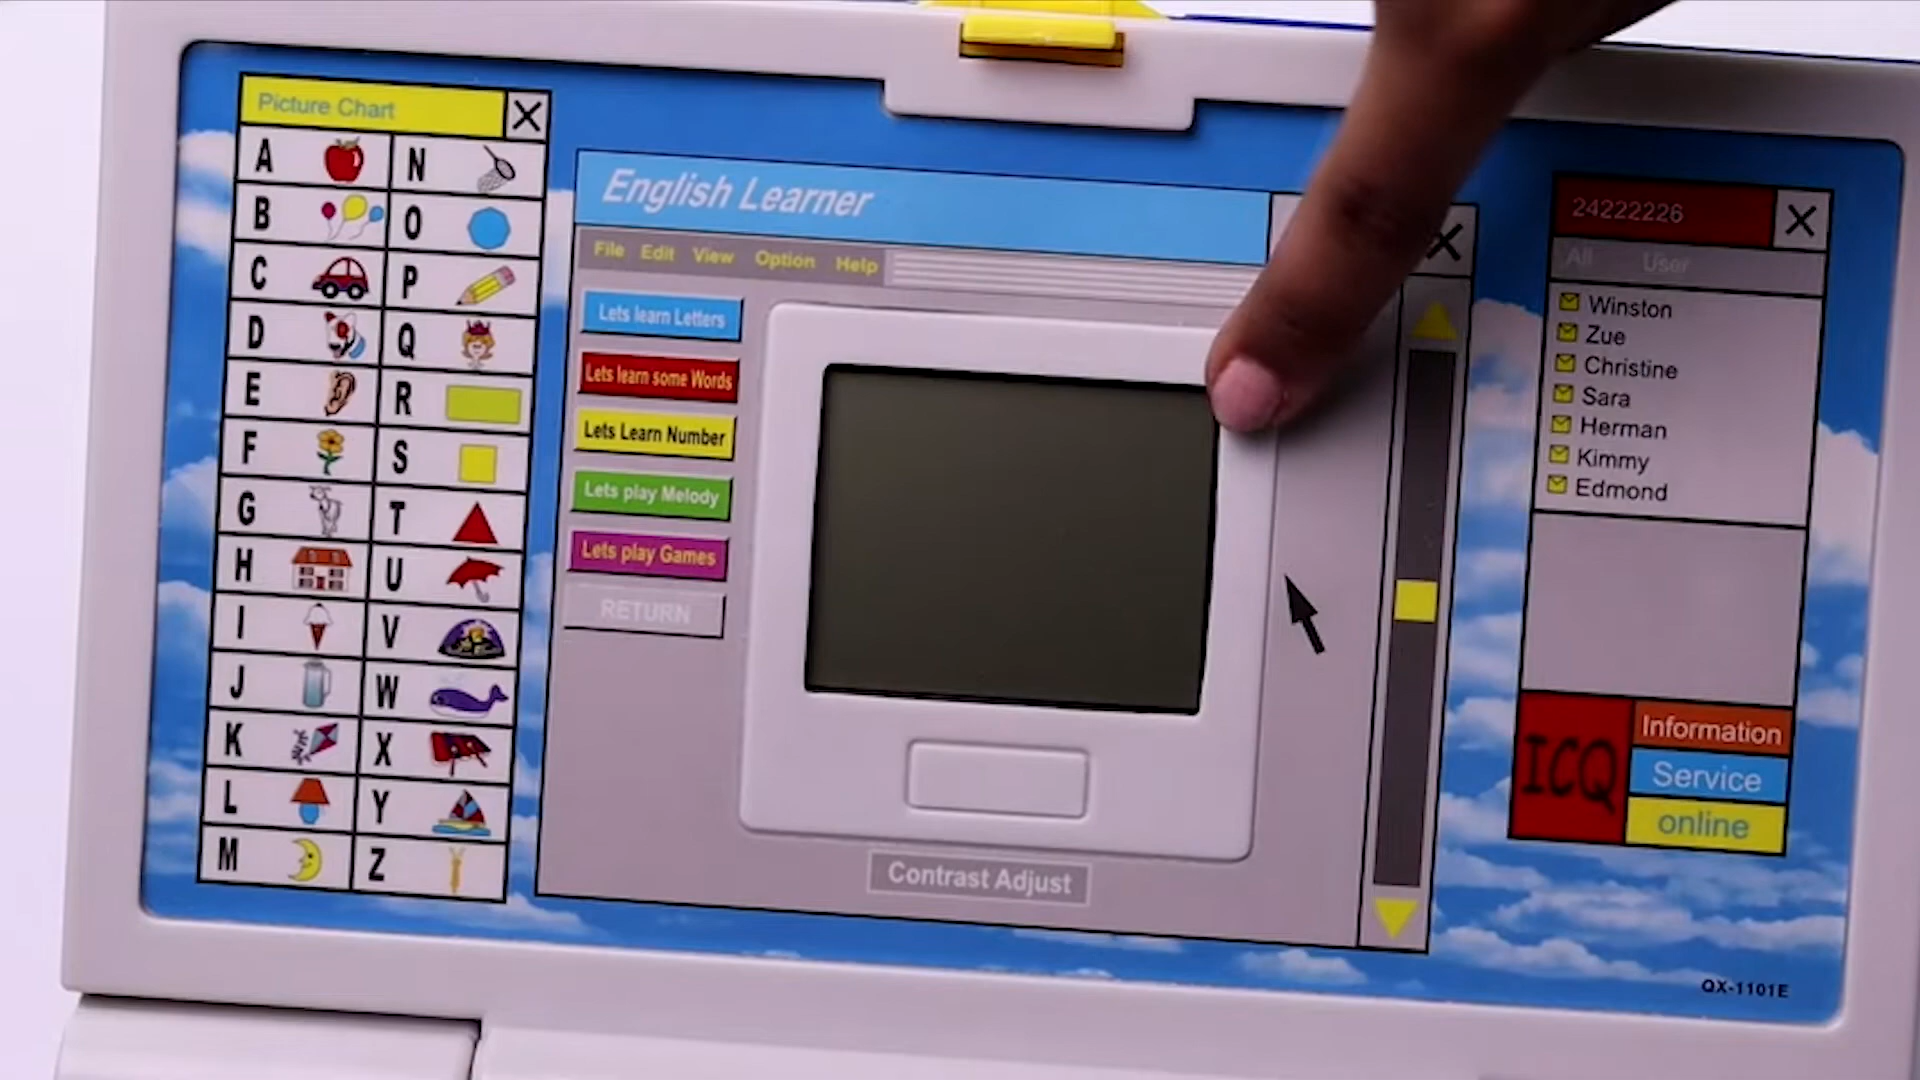 Picture Chart X
A N
B O
C P
D Q
E R
F S
G T
H U
I V
J W
K X
L Y
M Z
English Learner X
File Edit View Option Help
Lets learn Letters
Lets learn some Words
Lets Learn Number
Lets play Melody
Lets play Games
RETURN
Contrast Adjust
24222226 X
All User
Winston
Zue
Christine
Sara
Herman
Kimmy
Edmond
ICQ
Information
Service
online
QX-1101E